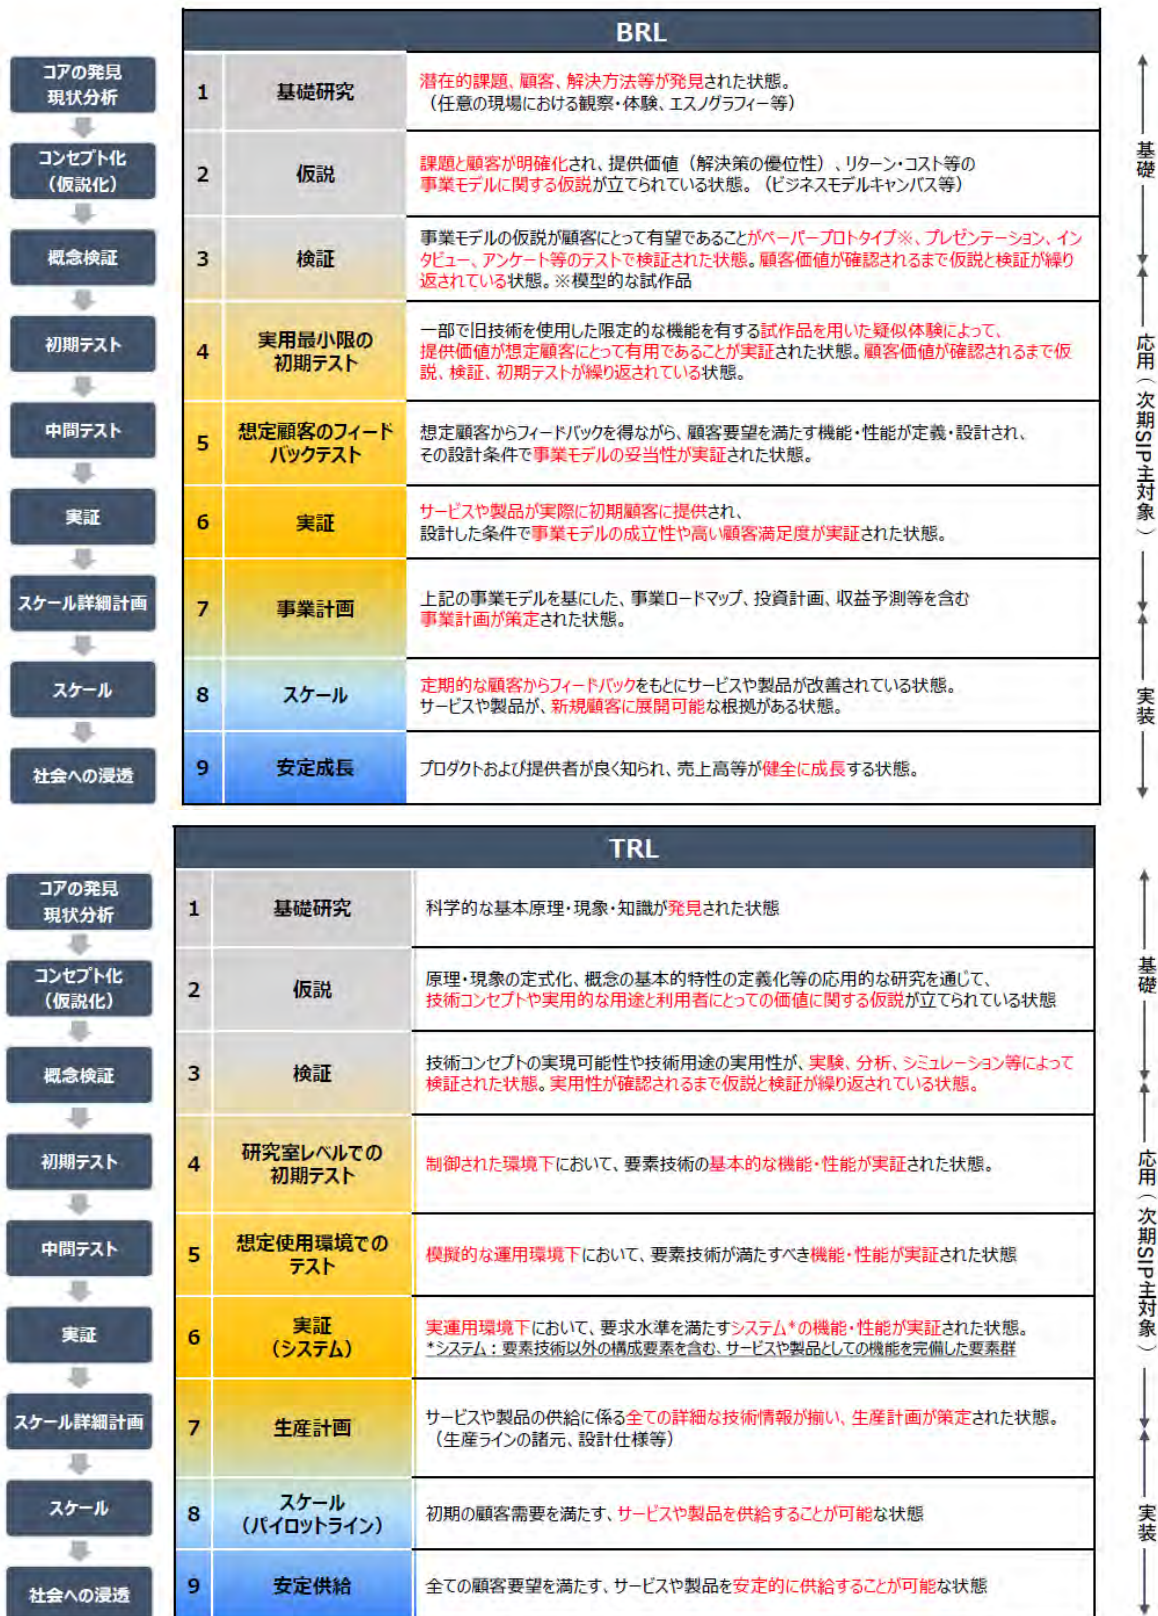 BRL
コアの発見
現状分析
1
基礎研究
潜在的課題、顧客、解決方法等が発見された状態。
（任意の現場における観察・体験、エスノグラフィー等）
コンセプト化
（仮説化）
2
仮説
課題と顧客が明確化され、提供価値（解決策の優位性）、リターン・コスト等の
事業モデルに関する仮説が立てられている状態。（ビジネスモデルキャンバス等）
概念検証
3
検証
事業モデルの仮説が顧客にとって有望であることがペーパープロトタイプ※、プレゼンテーション、イン
タビュー、アンケート等のテストで検証された状態。顧客価値が確認されるまで仮説と検証が繰り
返されている状態。※模型的な試作品
初期テスト
4
実用最小限の
初期テスト
一部で旧技術を使用した限定的な機能を有する試作品を用いた疑似体験によって、
提供価値が想定顧客にとって有用であることが実証された状態。顧客価値が確認されるまで仮
説、検証、初期テストが繰り返されている状態。
中間テスト
5
想定顧客のフィード
バックテスト
想定顧客からフィードバックを得ながら、顧客要望を満たす機能・性能が定義・設計され、
その設計条件で事業モデルの妥当性が実証された状態。
実証
6
実証
サービスや製品が実際に初期顧客に提供され、
設計した条件で事業モデルの成立性や高い顧客満足度が実証された状態。
スケール詳細計画
7
事業計画
上記の事業モデルを基にした、事業ロードマップ、投資計画、収益予測等を含む
事業計画が策定された状態。
スケール
8
スケール
定期的な顧客からフィードバックをもとにサービスや製品が改善されている状態。
サービスや製品が、新規顧客に展開可能な根拠がある状態。
社会への浸透
9
安定成長
プロダクトおよび提供者が良く知られ、売上高等が健全に成長する状態。
基礎
応用（次期SIP主対象）
実装
TRL
コアの発見
現状分析
1
基礎研究
科学的な基本原理・現象・知識が発見された状態
コンセプト化
（仮説化）
2
仮説
原理・現象の定式化、概念の基本的特性の定義化等の応用的な研究を通じて、
技術コンセプトや実用的な用途と利用者にとっての価値に関する仮説が立てられている状態
概念検証
3
検証
技術コンセプトの実現可能性や技術用途の実用性が、実験、分析、シミュレーション等によって
検証された状態。実用性が確認されるまで仮説と検証が繰り返されている状態。
初期テスト
4
研究室レベルでの
初期テスト
制御された環境下において、要素技術の基本的な機能・性能が実証された状態。
中間テスト
5
想定使用環境での
テスト
模擬的な運用環境下において、要素技術が満たすべき機能・性能が実証された状態
実証
6
実証
（システム）
実運用環境下において、要求水準を満たすシステム*の機能・性能が実証された状態。
*システム：要素技術以外の構成要素を含む、サービスや製品としての機能を完備した要素群
スケール詳細計画
7
生産計画
サービスや製品の供給に係る全ての詳細な技術情報が揃い、生産計画が策定された状態。
（生産ラインの諸元、設計仕様等）
スケール
8
スケール
（パイロットライン）
初期の顧客需要を満たす、サービスや製品を供給することが可能な状態
社会への浸透
9
安定供給
全ての顧客要望を満たす、サービスや製品を安定的に供給することが可能な状態
基礎
応用（次期SIP主対象）
実装